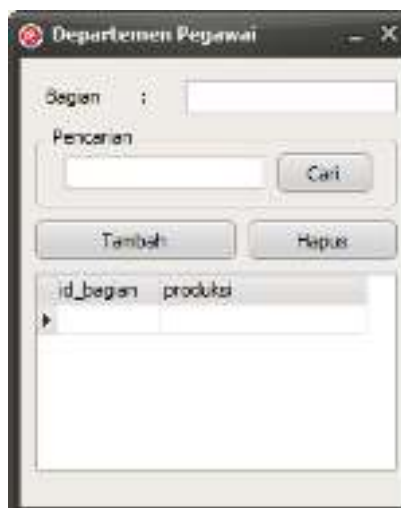 Departemen Pegawai
Bagian :
Pencarian
Cari
Tambah Hapus
id_bagian produksi